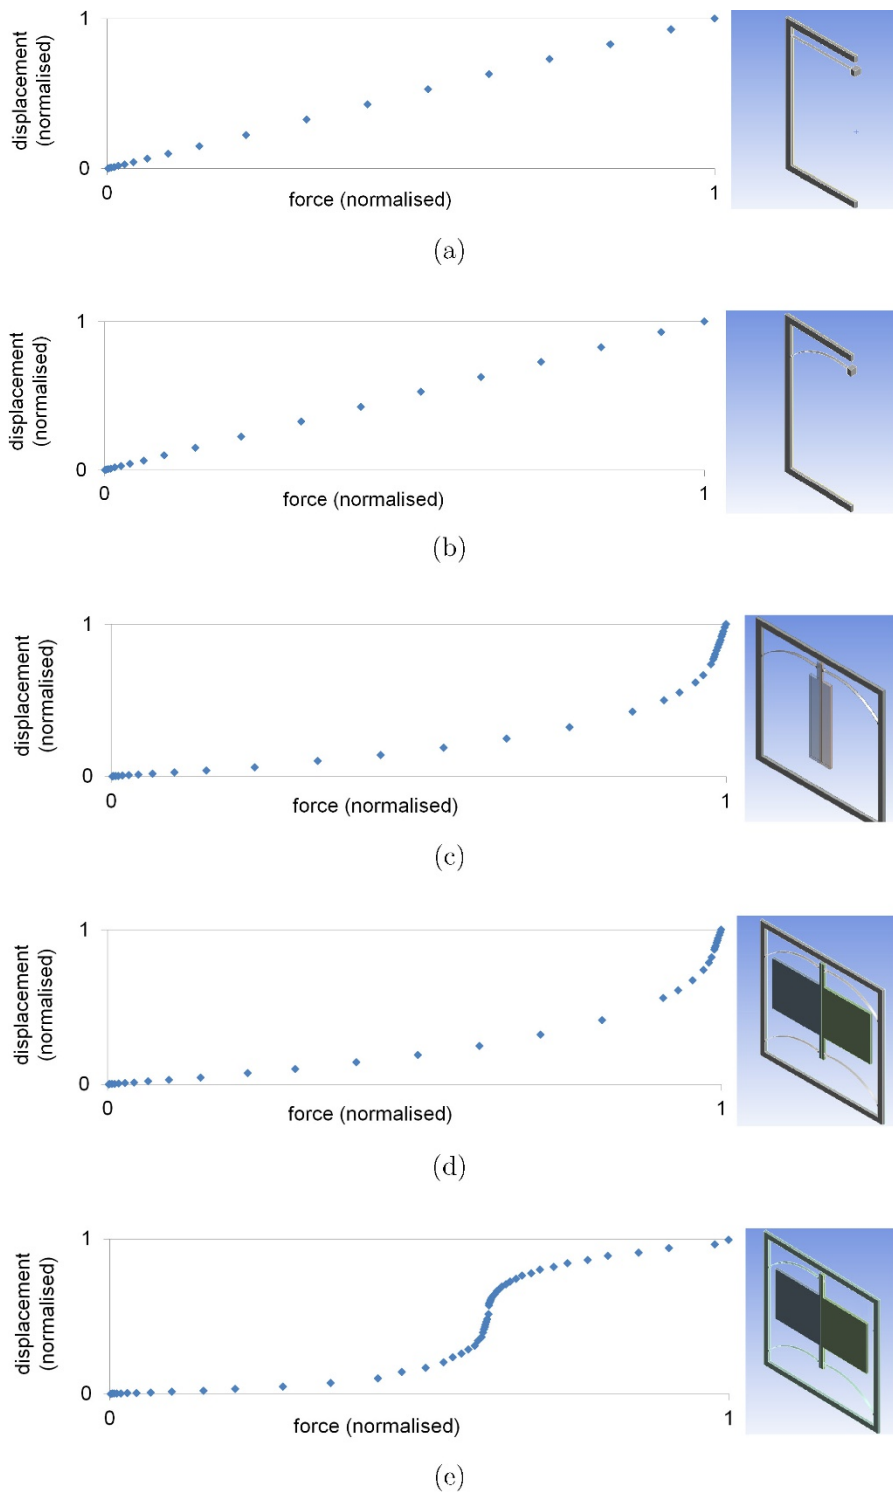 1
displacement
(normalised)
0
0
1
force (normalised)
(a)
1
displacement
(normalised)
0
0
1
force (normalised)
(b)
1
displacement
(normalised)
0
0
1
force (normalised)
(c)
1
displacement
(normalised)
0
0
1
force (normalised)
(d)
1
displacement
(normalised)
0
0
1
force (normalised)
(e)